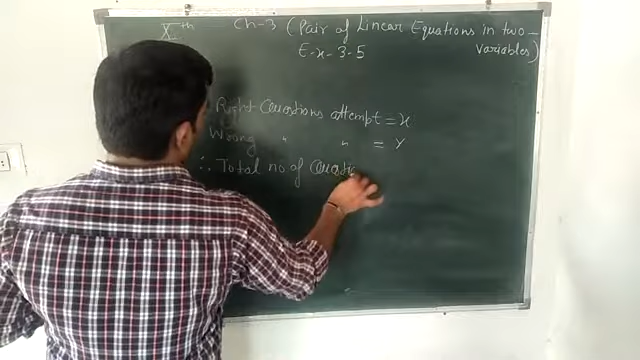 Xth Ch-3 (Pair of Linear Equations in two-
variables)
E.x-3.5
Right Questions attempt = x
Wrong " " = y
∴ Total no. of Questio